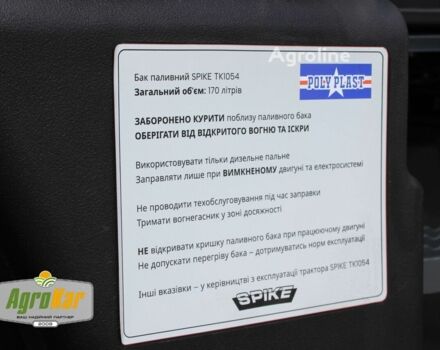 Agroline
Бак паливний SPIKE TK1054
Загальний об'єм: 170 літрів
POLY PLAST
ЗАБОРОНЕНО КУРИТИ поблизу паливного бака
ОБЕРІГАТИ ВІД ВІДКРИТОГО ВОГНЮ ТА ІСКРИ
Використовувати тільки дизельне пальне
Заправляти лише при ВИМКНЕНОМУ двигуні та електросистемі
Не проводити техобслуговування під час заправки
Тримати вогнегасник у зоні досяжності
НЕ відкривати кришку паливного бака при працюючому двигуні
Не допускати перегріву бака – дотримуватись норм експлуатації
Інші вказівки – у керівництві з експлуатації трактора SPIKE TK1054
SPIKE
AgroKar
ВАШ НАДІЙНИЙ ПАРТНЕР
2009